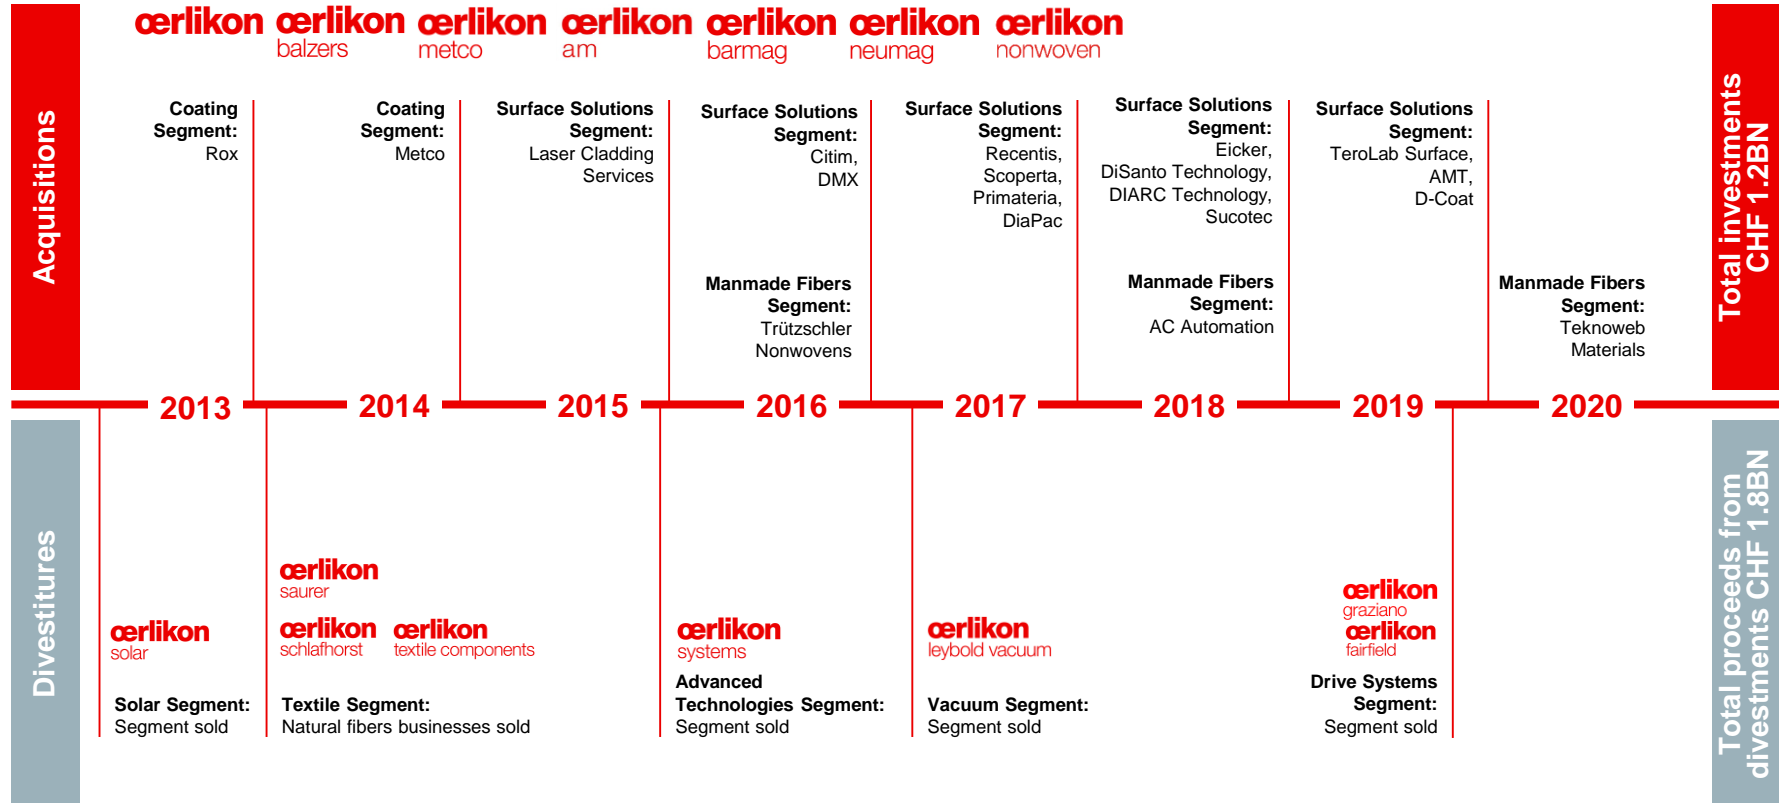 œrlikon
œrlikon
balzers
œrlikon
metco
œrlikon
am
œrlikon
barmag
œrlikon
neumag
œrlikon
nonwoven
Acquisitions
Coating
Segment:
Rox
Coating
Segment:
Metco
Surface Solutions
Segment:
Laser Cladding
Services
Surface Solutions
Segment:
Citim,
DMX
Manmade Fibers
Segment:
Trützschler
Nonwovens
Surface Solutions
Segment:
Recentis,
Scoperta,
Primateria,
DiaPac
Surface Solutions
Segment:
Eicker,
DiSanto Technology,
DIARC Technology,
Sucotec
Manmade Fibers
Segment:
AC Automation
Surface Solutions
Segment:
TeroLab Surface,
AMT,
D-Coat
Manmade Fibers
Segment:
Teknoweb
Materials
Total investments
CHF 1.2BN
2013 2014 2015 2016 2017 2018 2019 2020
Divestitures
œrlikon
solar
Solar Segment:
Segment sold
œrlikon
saurer
œrlikon
schlafhorst
œrlikon
textile components
Textile Segment:
Natural fibers businesses sold
œrlikon
systems
Advanced
Technologies Segment:
Segment sold
œrlikon
leybold vacuum
Vacuum Segment:
Segment sold
œrlikon
graziano
œrlikon
fairfield
Drive Systems
Segment:
Segment sold
Total proceeds from
divestments CHF 1.8BN